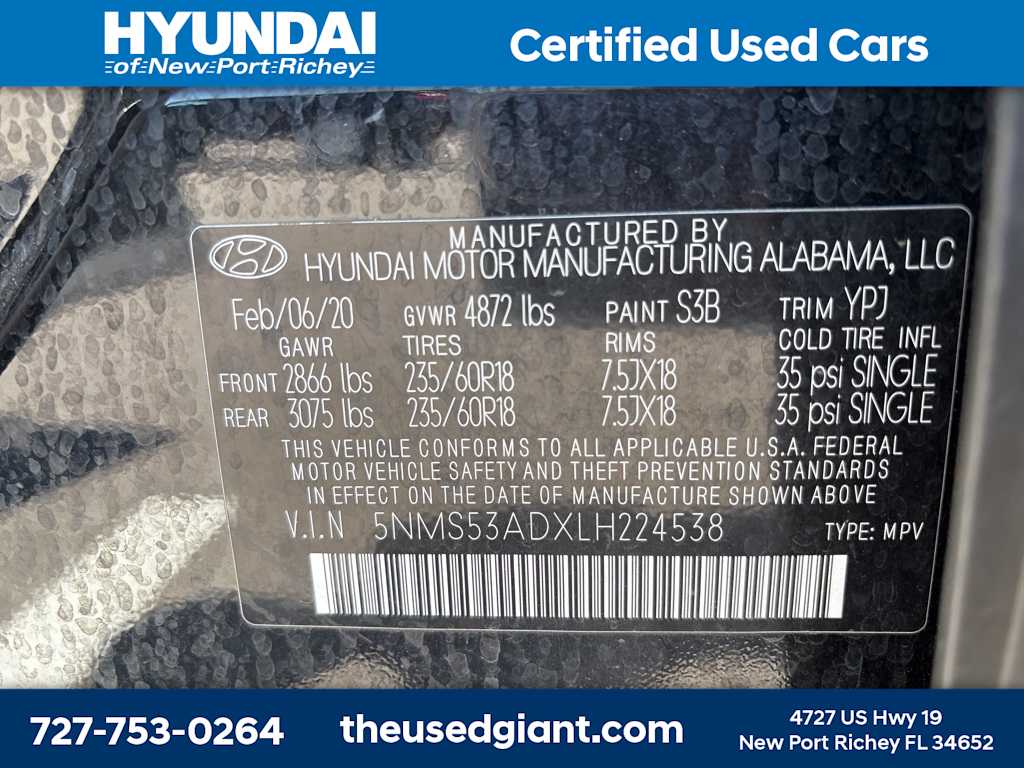 HYUNDAI
of New Port Richey
Certified Used Cars
MANUFACTURED BY
HYUNDAI MOTOR MANUFACTURING ALABAMA, LLC
Feb/06/20 GVWR 4872 lbs PAINT S3B TRIM YPJ
GAWR TIRES RIMS COLD TIRE INFL
FRONT 2866 lbs 235/60R18 7.5JX18 35 psi SINGLE
REAR 3075 lbs 235/60R18 7.5JX18 35 psi SINGLE
THIS VEHICLE CONFORMS TO ALL APPLICABLE U.S.A. FEDERAL
MOTOR VEHICLE SAFETY AND THEFT PREVENTION STANDARDS
IN EFFECT ON THE DATE OF MANUFACTURE SHOWN ABOVE
V.I.N 5NMS53ADXLH224538 TYPE: MPV
727-753-0264
theusedgiant.com
4727 US Hwy 19
New Port Richey FL 34652